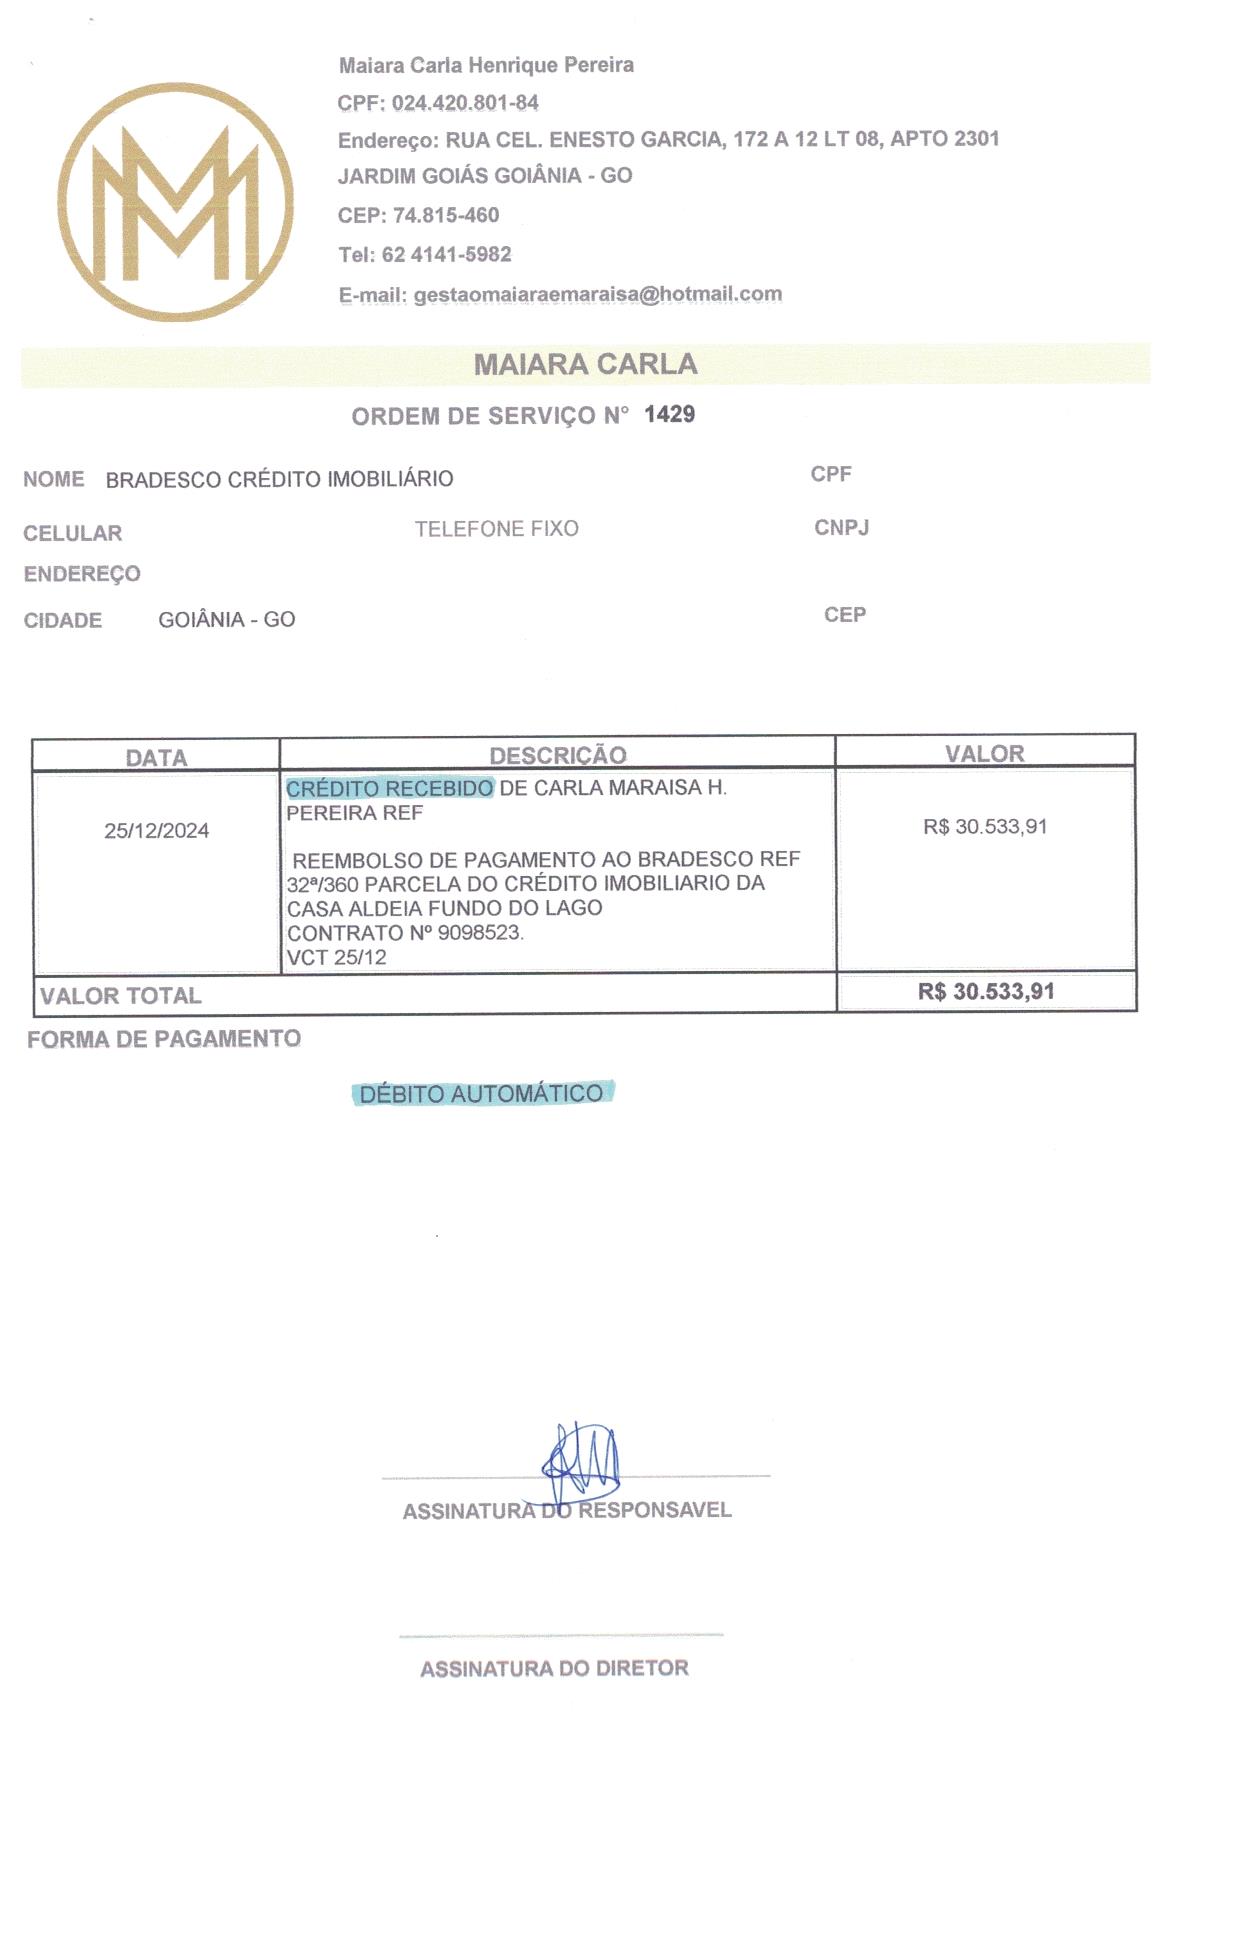 Maiara Carla Henrique Pereira
CPF: 024.420.801-84
Endereço: RUA CEL. ENESTO GARCIA, 172 A 12 LT 08, APTO 2301
JARDIM GOIÁS GOIÂNIA - GO
CEP: 74.815-460
Tel: 62 4141-5982
E-mail: gestaomaiaraemaraisa@hotmail.com
MAIARA CARLA
ORDEM DE SERVIÇO N° 1429
NOME BRADESCO CRÉDITO IMOBILIÁRIO CPF
CELULAR TELEFONE FIXO CNPJ
ENDEREÇO
CIDADE GOIÂNIA - GO CEP
DATA DESCRIÇÃO VALOR
CRÉDITO RECEBIDO DE CARLA MARAISA H.
PEREIRA REF
25/12/2024 R$ 30.533,91
REEMBOLSO DE PAGAMENTO AO BRADESCO REF
32ª/360 PARCELA DO CRÉDITO IMOBILIARIO DA
CASA ALDEIA FUNDO DO LAGO
CONTRATO Nº 9098523.
VCT 25/12
VALOR TOTAL R$ 30.533,91
FORMA DE PAGAMENTO
DÉBITO AUTOMÁTICO
ASSINATURA DO RESPONSAVEL
ASSINATURA DO DIRETOR